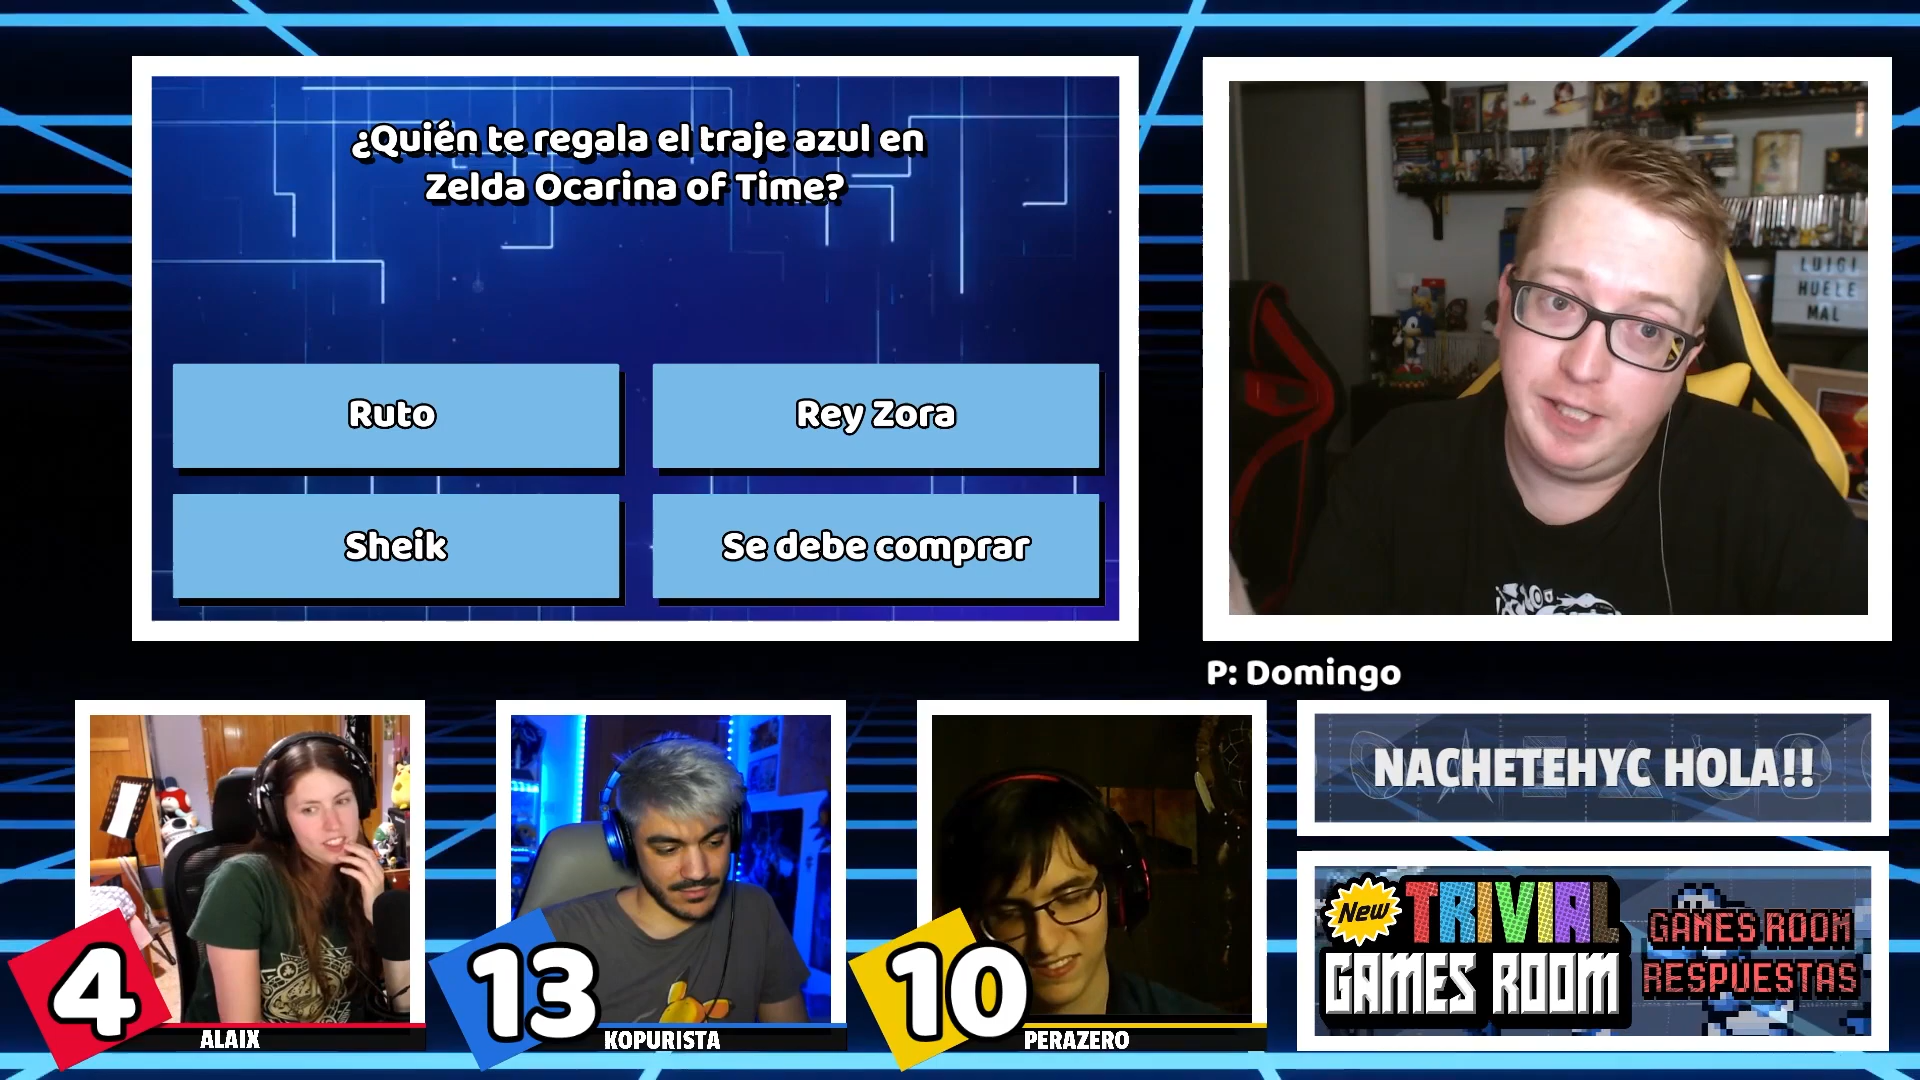 ¿Quién te regala el traje azul en
Zelda Ocarina of Time?
Ruto
Rey Zora
Sheik
Se debe comprar
LUIGI
HUELE
MAL
P: Domingo
NACHETEHYC HOLA!!
4
ALAIX
13
KOPURISTA
10
PERAZERO
New
TRIVIAL
GAMES ROOM
GAMES ROOM
RESPUESTAS